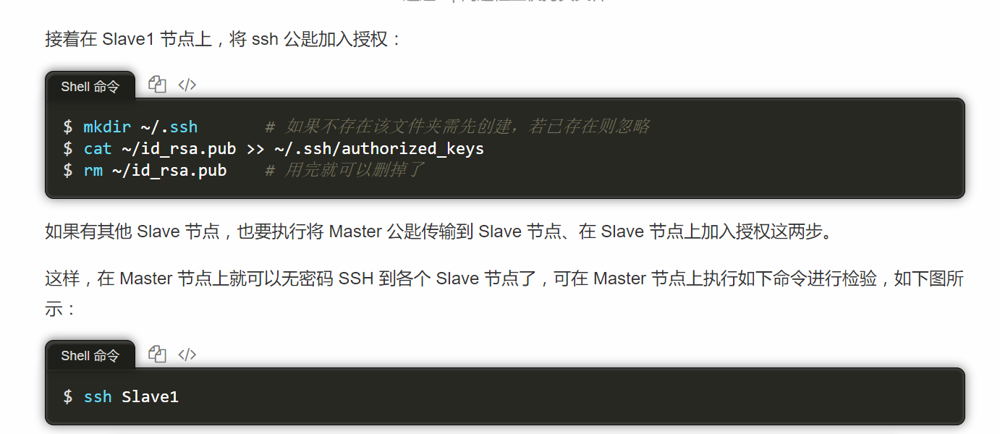 接着在 Slave1 节点上，将 ssh 公匙加入授权：
Shell 命令
$ mkdir ~/.ssh       # 如果不存在该文件夹需先创建，若已存在则忽略
$ cat ~/id_rsa.pub >> ~/.ssh/authorized_keys
$ rm ~/id_rsa.pub    # 用完就可以删掉了
如果有其他 Slave 节点，也要执行将 Master 公匙传输到 Slave 节点、在 Slave 节点上加入授权这两步。
这样，在 Master 节点上就可以无密码 SSH 到各个 Slave 节点了，可在 Master 节点上执行如下命令进行检验，如下图所
示：
Shell 命令
$ ssh Slave1